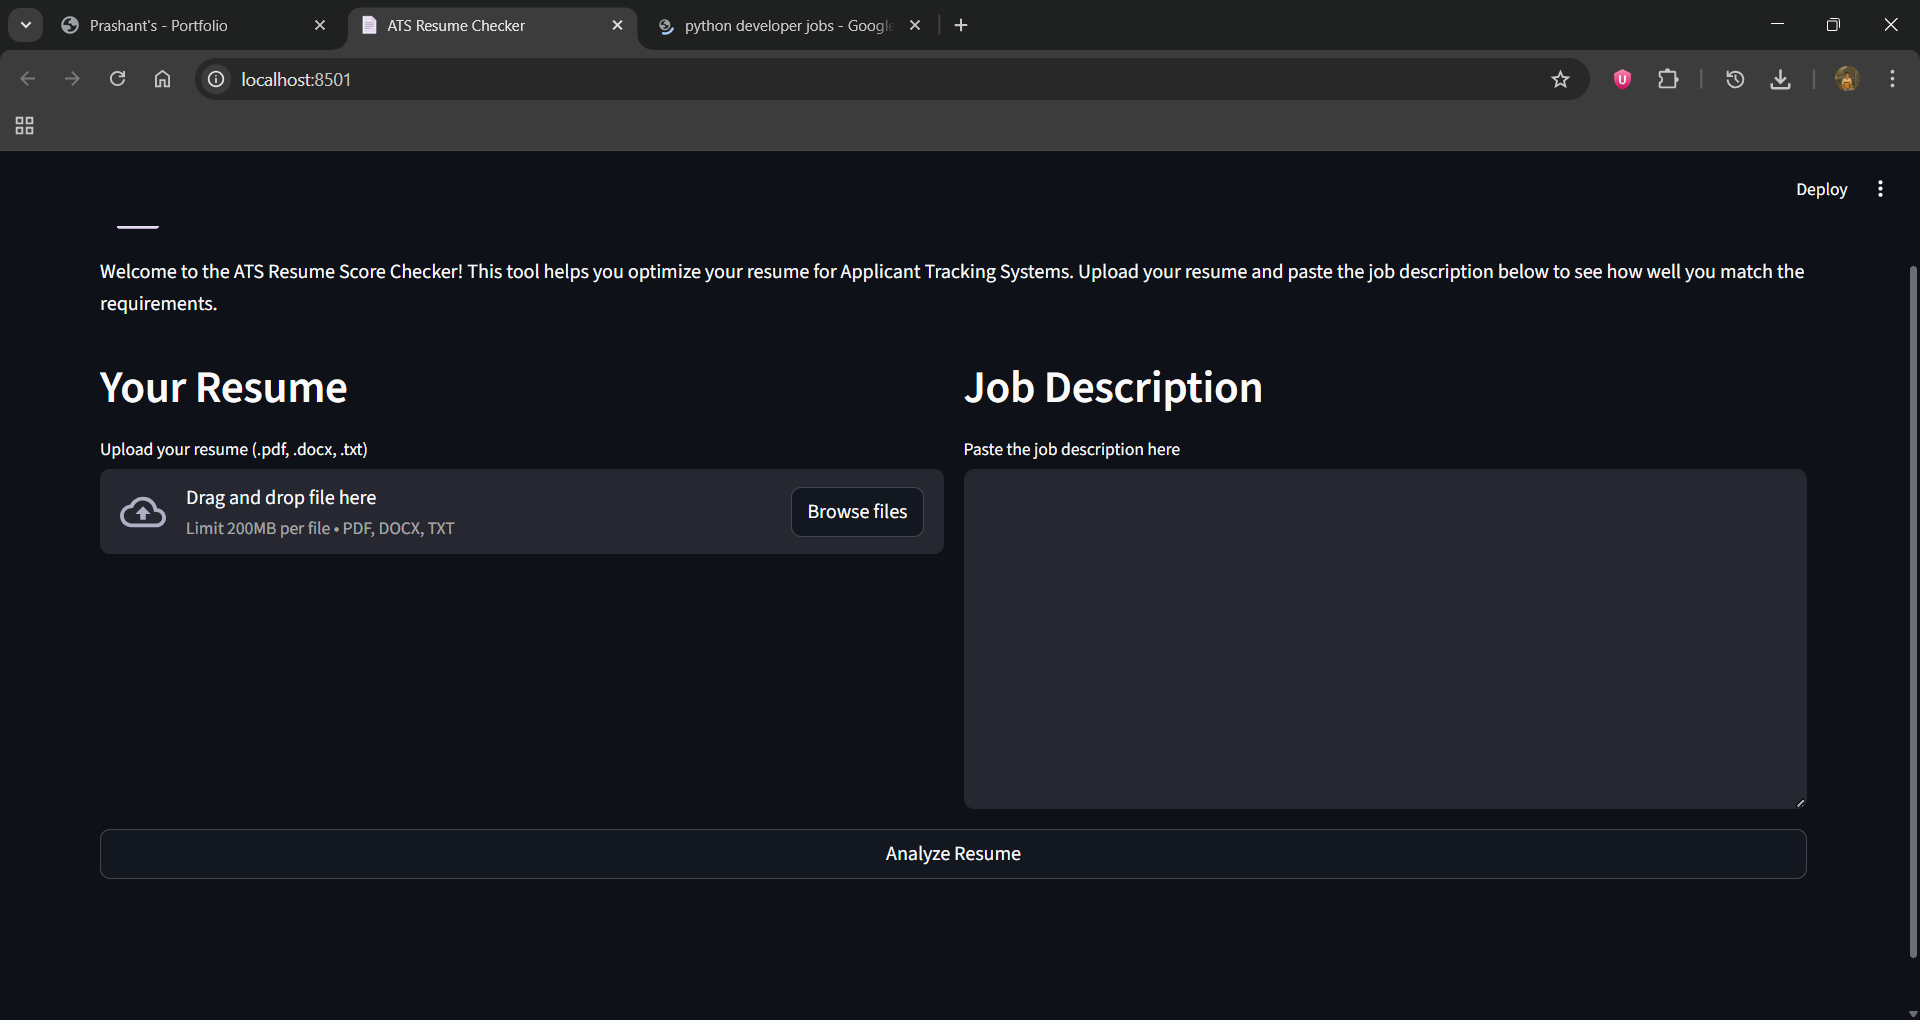 Prashant's - Portfolio
ATS Resume Checker
python developer jobs - Google
localhost:8501
Deploy
Welcome to the ATS Resume Score Checker! This tool helps you optimize your resume for Applicant Tracking Systems. Upload your resume and paste the job description below to see how well you match the
requirements.
Your Resume
Job Description
Upload your resume (.pdf, .docx, .txt)
Paste the job description here
Drag and drop file here
Limit 200MB per file • PDF, DOCX, TXT
Browse files
Analyze Resume